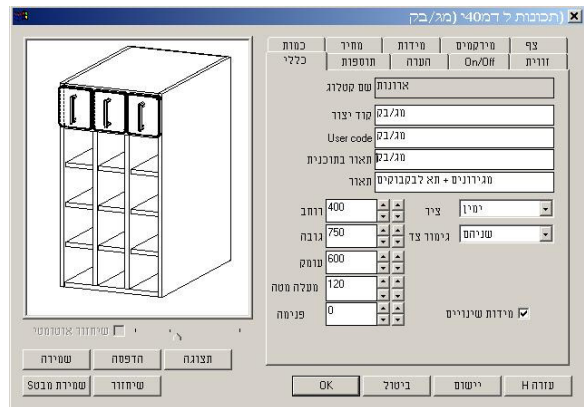 (תכונות ל דמ40י (מג/בק
כמות מחיר מידות מירקמים צף
כללי תוספות הערה On/Off זווית
שם קטלוג ארונות
קוד יצור מג/בק
User code מג/בק
תאור בתוכנית מג/בק
תאור מגירונים + תא לבקבוקים
רוחב 400
ציר ימין
גובה 750
גימור צד שניהם
עומק 600
מעלה מטה 120
פנימה 0
מידות שינויים
שיחזור אוטומטי
שמירה הדפסה תצוגה
שמירת מבטS שיחזור
OK ביטול יישום עזרה H